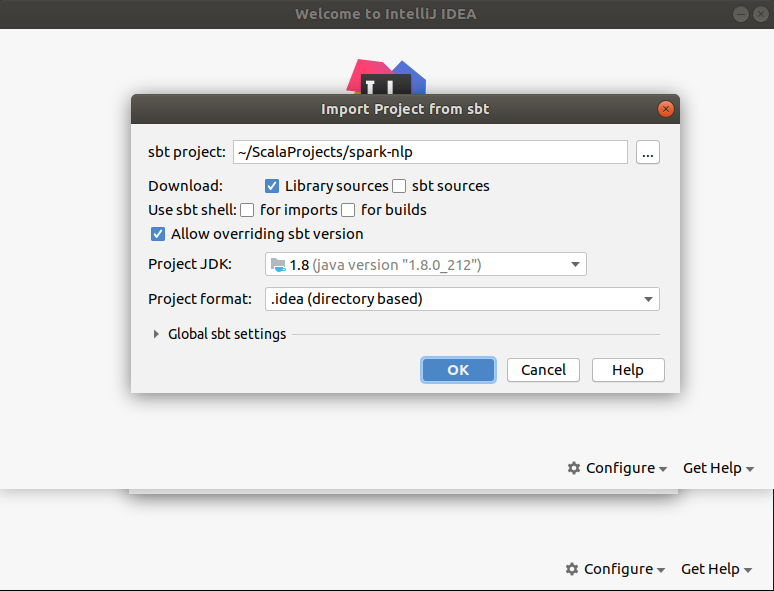 Welcome to IntelliJ IDEA
Import Project from sbt
sbt project: ~/ScalaProjects/spark-nlp ...
Download: Library sources sbt sources
Use sbt shell: for imports for builds
Allow overriding sbt version
Project JDK: 1.8 (java version "1.8.0_212")
Project format: .idea (directory based)
Global sbt settings
OK Cancel Help
Configure Get Help
Configure Get Help